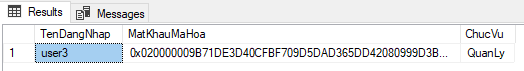 Results Messages
TenDangNhap MatKhauMaHoa ChucVu
1 user3 0x020000009B71DE3D40CFBF709D5DAD365DD42080999D3B... QuanLy